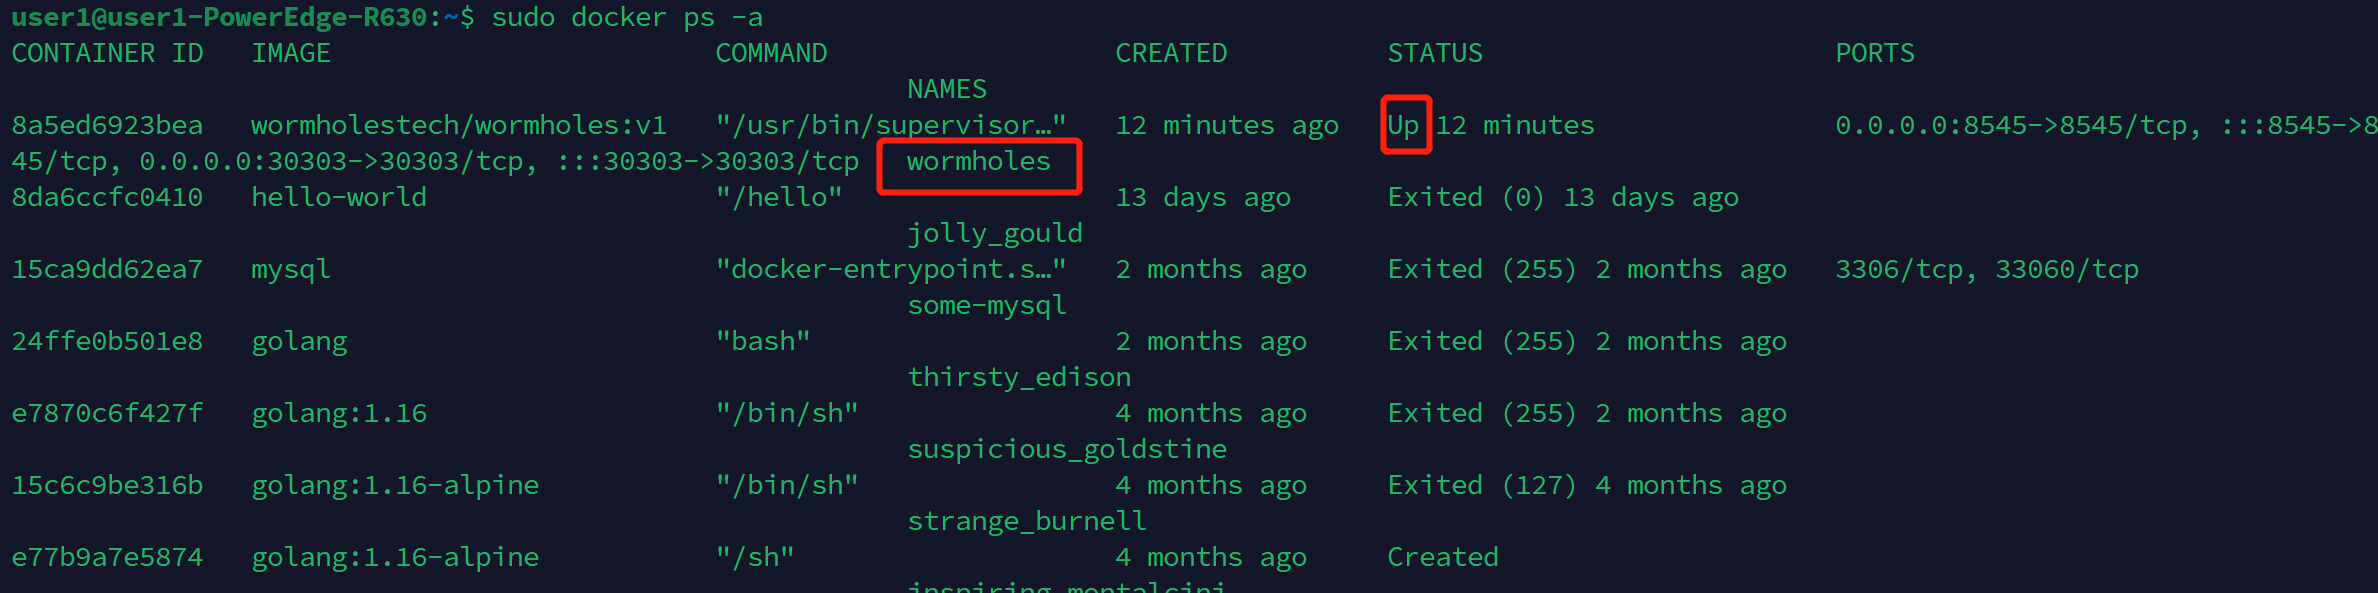 user1@user1-PowerEdge-R630:~$ sudo docker ps -a
CONTAINER ID   IMAGE                        COMMAND                  CREATED          STATUS                      PORTS
                                                        NAMES
8a5ed6923bea   wormholestech/wormholes:v1   "/usr/bin/supervisor…"   12 minutes ago   Up 12 minutes               0.0.0.0:8545->8545/tcp, :::8545->8
45/tcp, 0.0.0.0:30303->30303/tcp, :::30303->30303/tcp   wormholes
8da6ccfc0410   hello-world                  "/hello"                 13 days ago      Exited (0) 13 days ago
                                                        jolly_gould
15ca9dd62ea7   mysql                        "docker-entrypoint.s…"   2 months ago     Exited (255) 2 months ago   3306/tcp, 33060/tcp
                                                        some-mysql
24ffe0b501e8   golang                       "bash"                   2 months ago     Exited (255) 2 months ago
                                                        thirsty_edison
e7870c6f427f   golang:1.16                  "/bin/sh"                4 months ago     Exited (255) 2 months ago
                                                        suspicious_goldstine
15c6c9be316b   golang:1.16-alpine           "/bin/sh"                4 months ago     Exited (127) 4 months ago
                                                        strange_burnell
e77b9a7e5874   golang:1.16-alpine           "/sh"                    4 months ago     Created
                                                        inspiring_montalcini